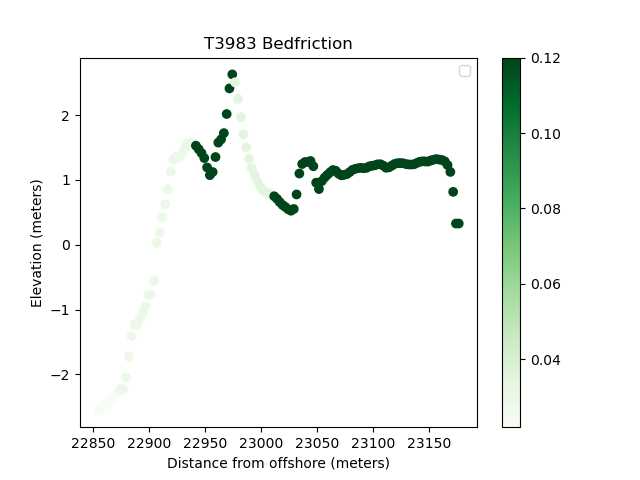 T3983 Bedfriction
2
1
0
−1
−2
Elevation (meters)
22850 22900 22950 23000 23050 23100 23150
Distance from offshore (meters)
0.12
0.10
0.08
0.06
0.04